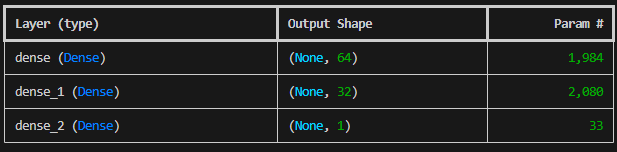 Layer (type) Output Shape Param #
dense (Dense) (None, 64) 1,984
dense_1 (Dense) (None, 32) 2,080
dense_2 (Dense) (None, 1) 33